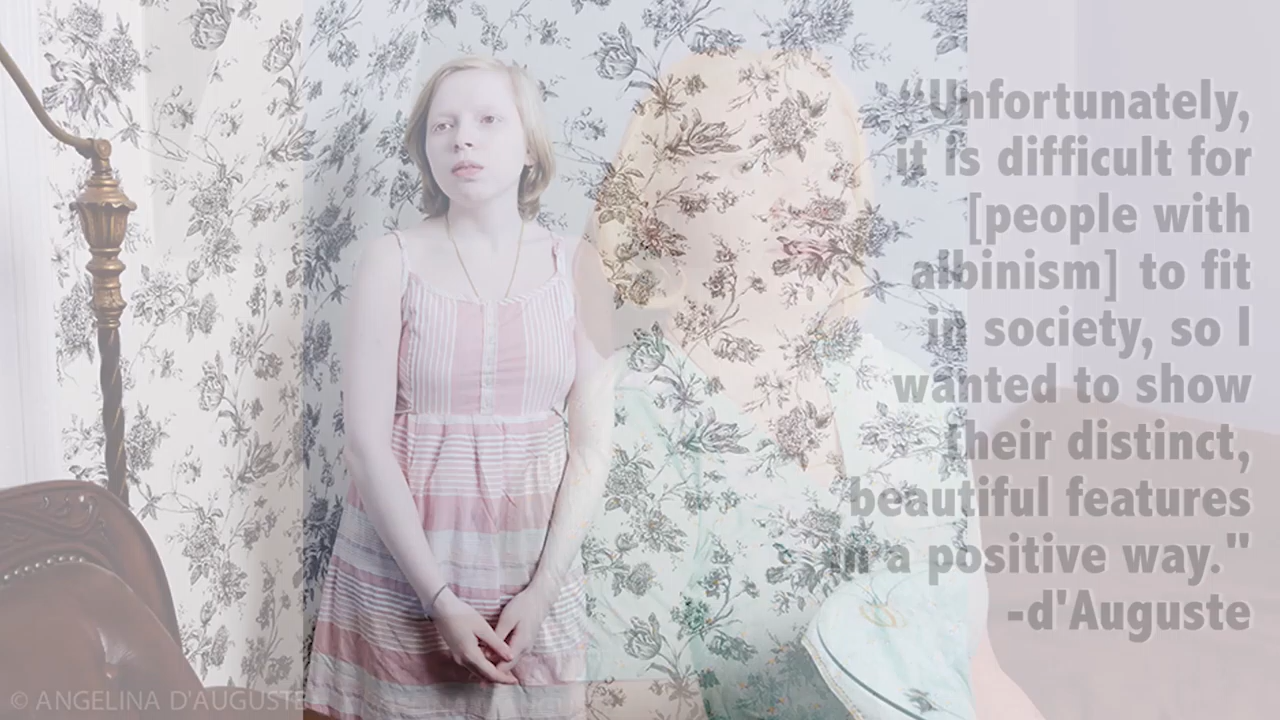 “Unfortunately,
it is difficult for
[people with
albinism] to fit
in society, so I
wanted to show
their distinct,
beautiful features
in a positive way."
-d'Auguste
© ANGELINA D'AUGUSTE